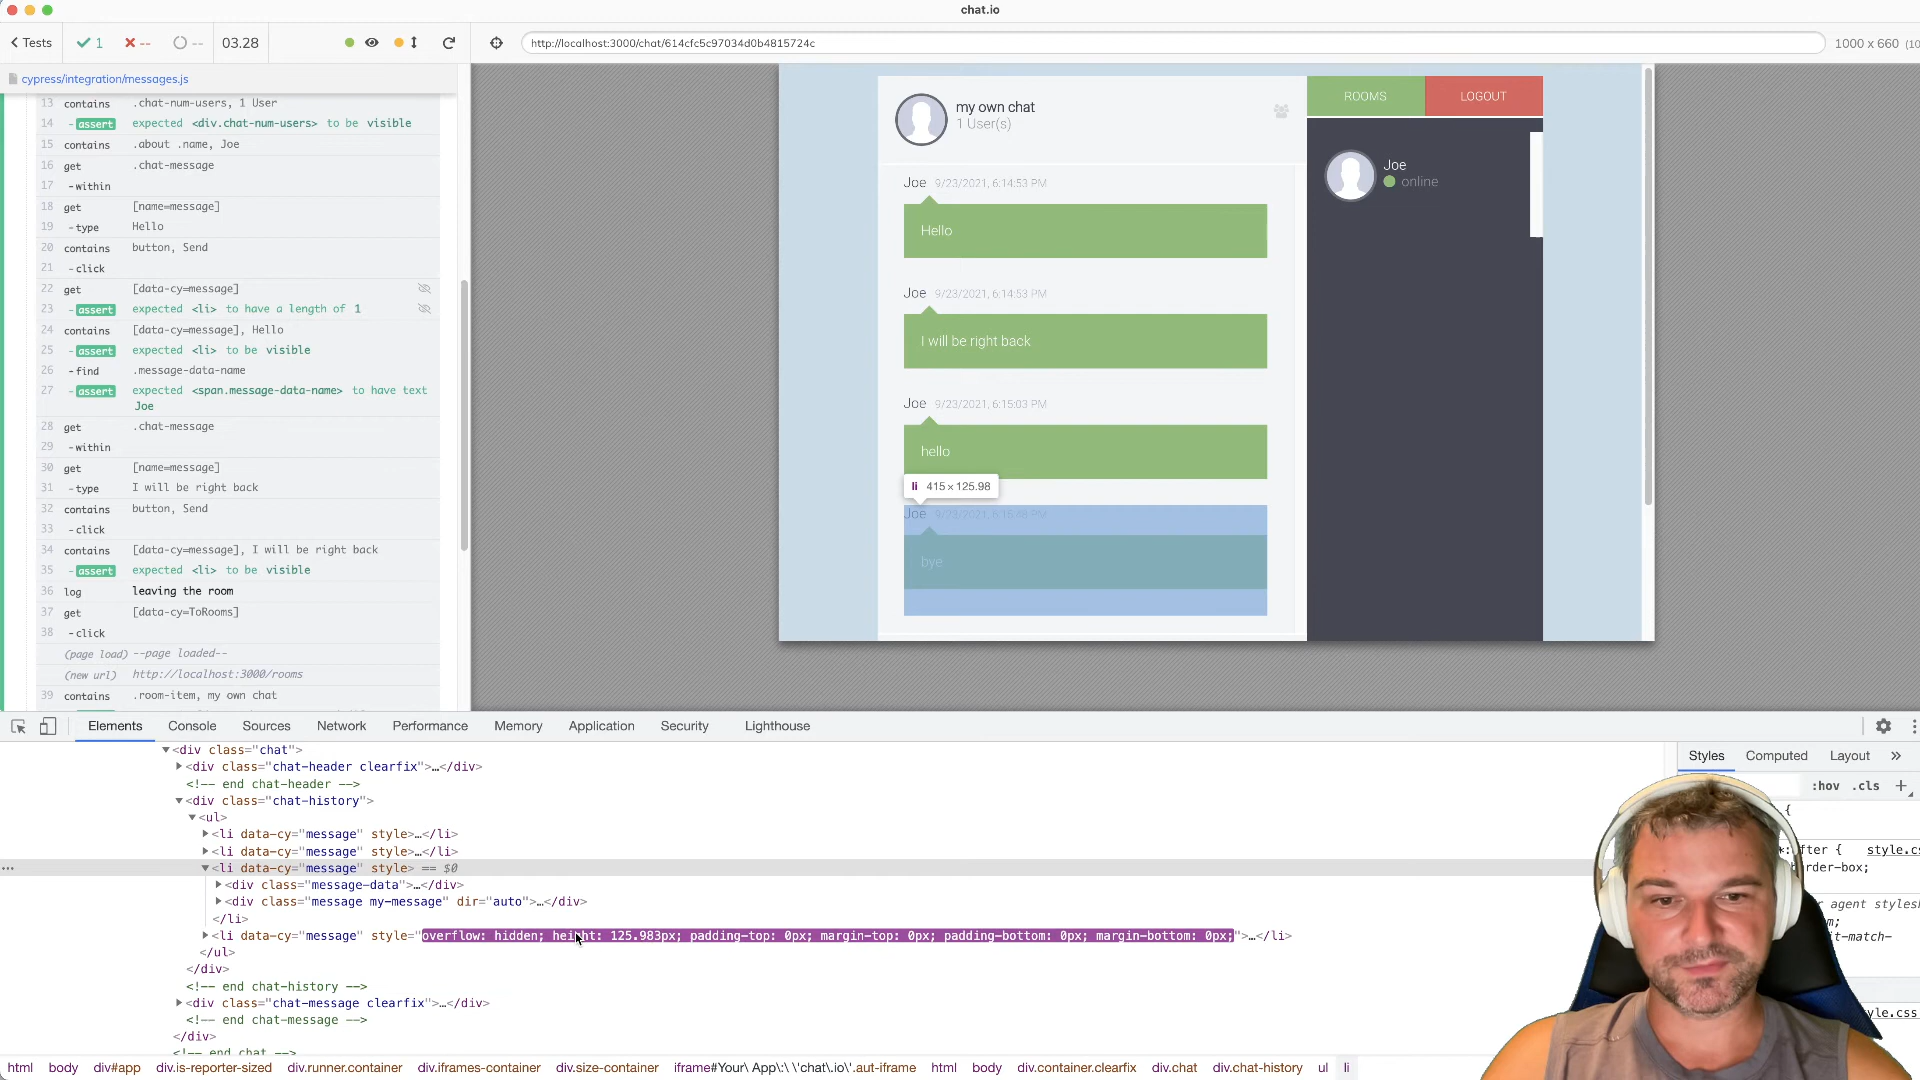 chat.io
Tests
1
--
--
03.28
http://localhost:3000/chat/614cfc5c97034d0b4815724c
1000 x 660 (10
cypress/integration/messages.js
13 contains .chat-num-users, 1 User
14 -assert expected <div.chat-num-users> to be visible
15 contains .about .name, Joe
16 get .chat-message
17 -within
18 get [name=message]
19 -type Hello
20 contains button, Send
21 -click
22 get [data-cy=message]
23 -assert expected <li> to have a length of 1
24 contains [data-cy=message], Hello
25 -assert expected <li> to be visible
26 -find .message-data-name
27 -assert expected <span.message-data-name> to have text
Joe
28 get .chat-message
29 -within
30 get [name=message]
31 -type I will be right back
32 contains button, Send
33 -click
34 contains [data-cy=message], I will be right back
35 -assert expected <li> to be visible
36 log leaving the room
37 get [data-cy=ToRooms]
38 -click
(page load) --page loaded--
(new url) http://localhost:3000/rooms
39 contains .room-item, my own chat
my own chat
1 User(s)
ROOMS
LOGOUT
Joe
online
Joe 9/23/2021, 6:14:53 PM
Hello
Joe 9/23/2021, 6:14:53 PM
I will be right back
Joe 9/23/2021, 6:15:03 PM
hello
li 415 × 125.98
Joe
bye
Elements Console Sources Network Performance Memory Application Security Lighthouse
<div class="chat">
<div class="chat-header clearfix">…</div>
<!-- end chat-header -->
<div class="chat-history">
<ul>
<li data-cy="message" style>…</li>
<li data-cy="message" style>…</li>
<li data-cy="message" style> == $0
<div class="message-data">…</div>
<div class="message my-message" dir="auto">…</div>
</li>
<li data-cy="message" style="overflow: hidden; height: 125.983px; padding-top: 0px; margin-top: 0px; padding-bottom: 0px; margin-bottom: 0px;">…</li>
</ul>
</div>
<!-- end chat-history -->
<div class="chat-message clearfix">…</div>
<!-- end chat-message -->
</div>
<!-- end chat -->
Styles Computed Layout »
:hov .cls +
{
fter { style.cs
order-box;
agent stylesh
m;
it-match-
yle.css
html body div#app div.is-reporter-sized div.runner.container div.iframes-container div.size-container iframe#Your\ App\:\ \'chat\.io\'.aut-iframe html body div.container.clearfix div.chat div.chat-history ul li